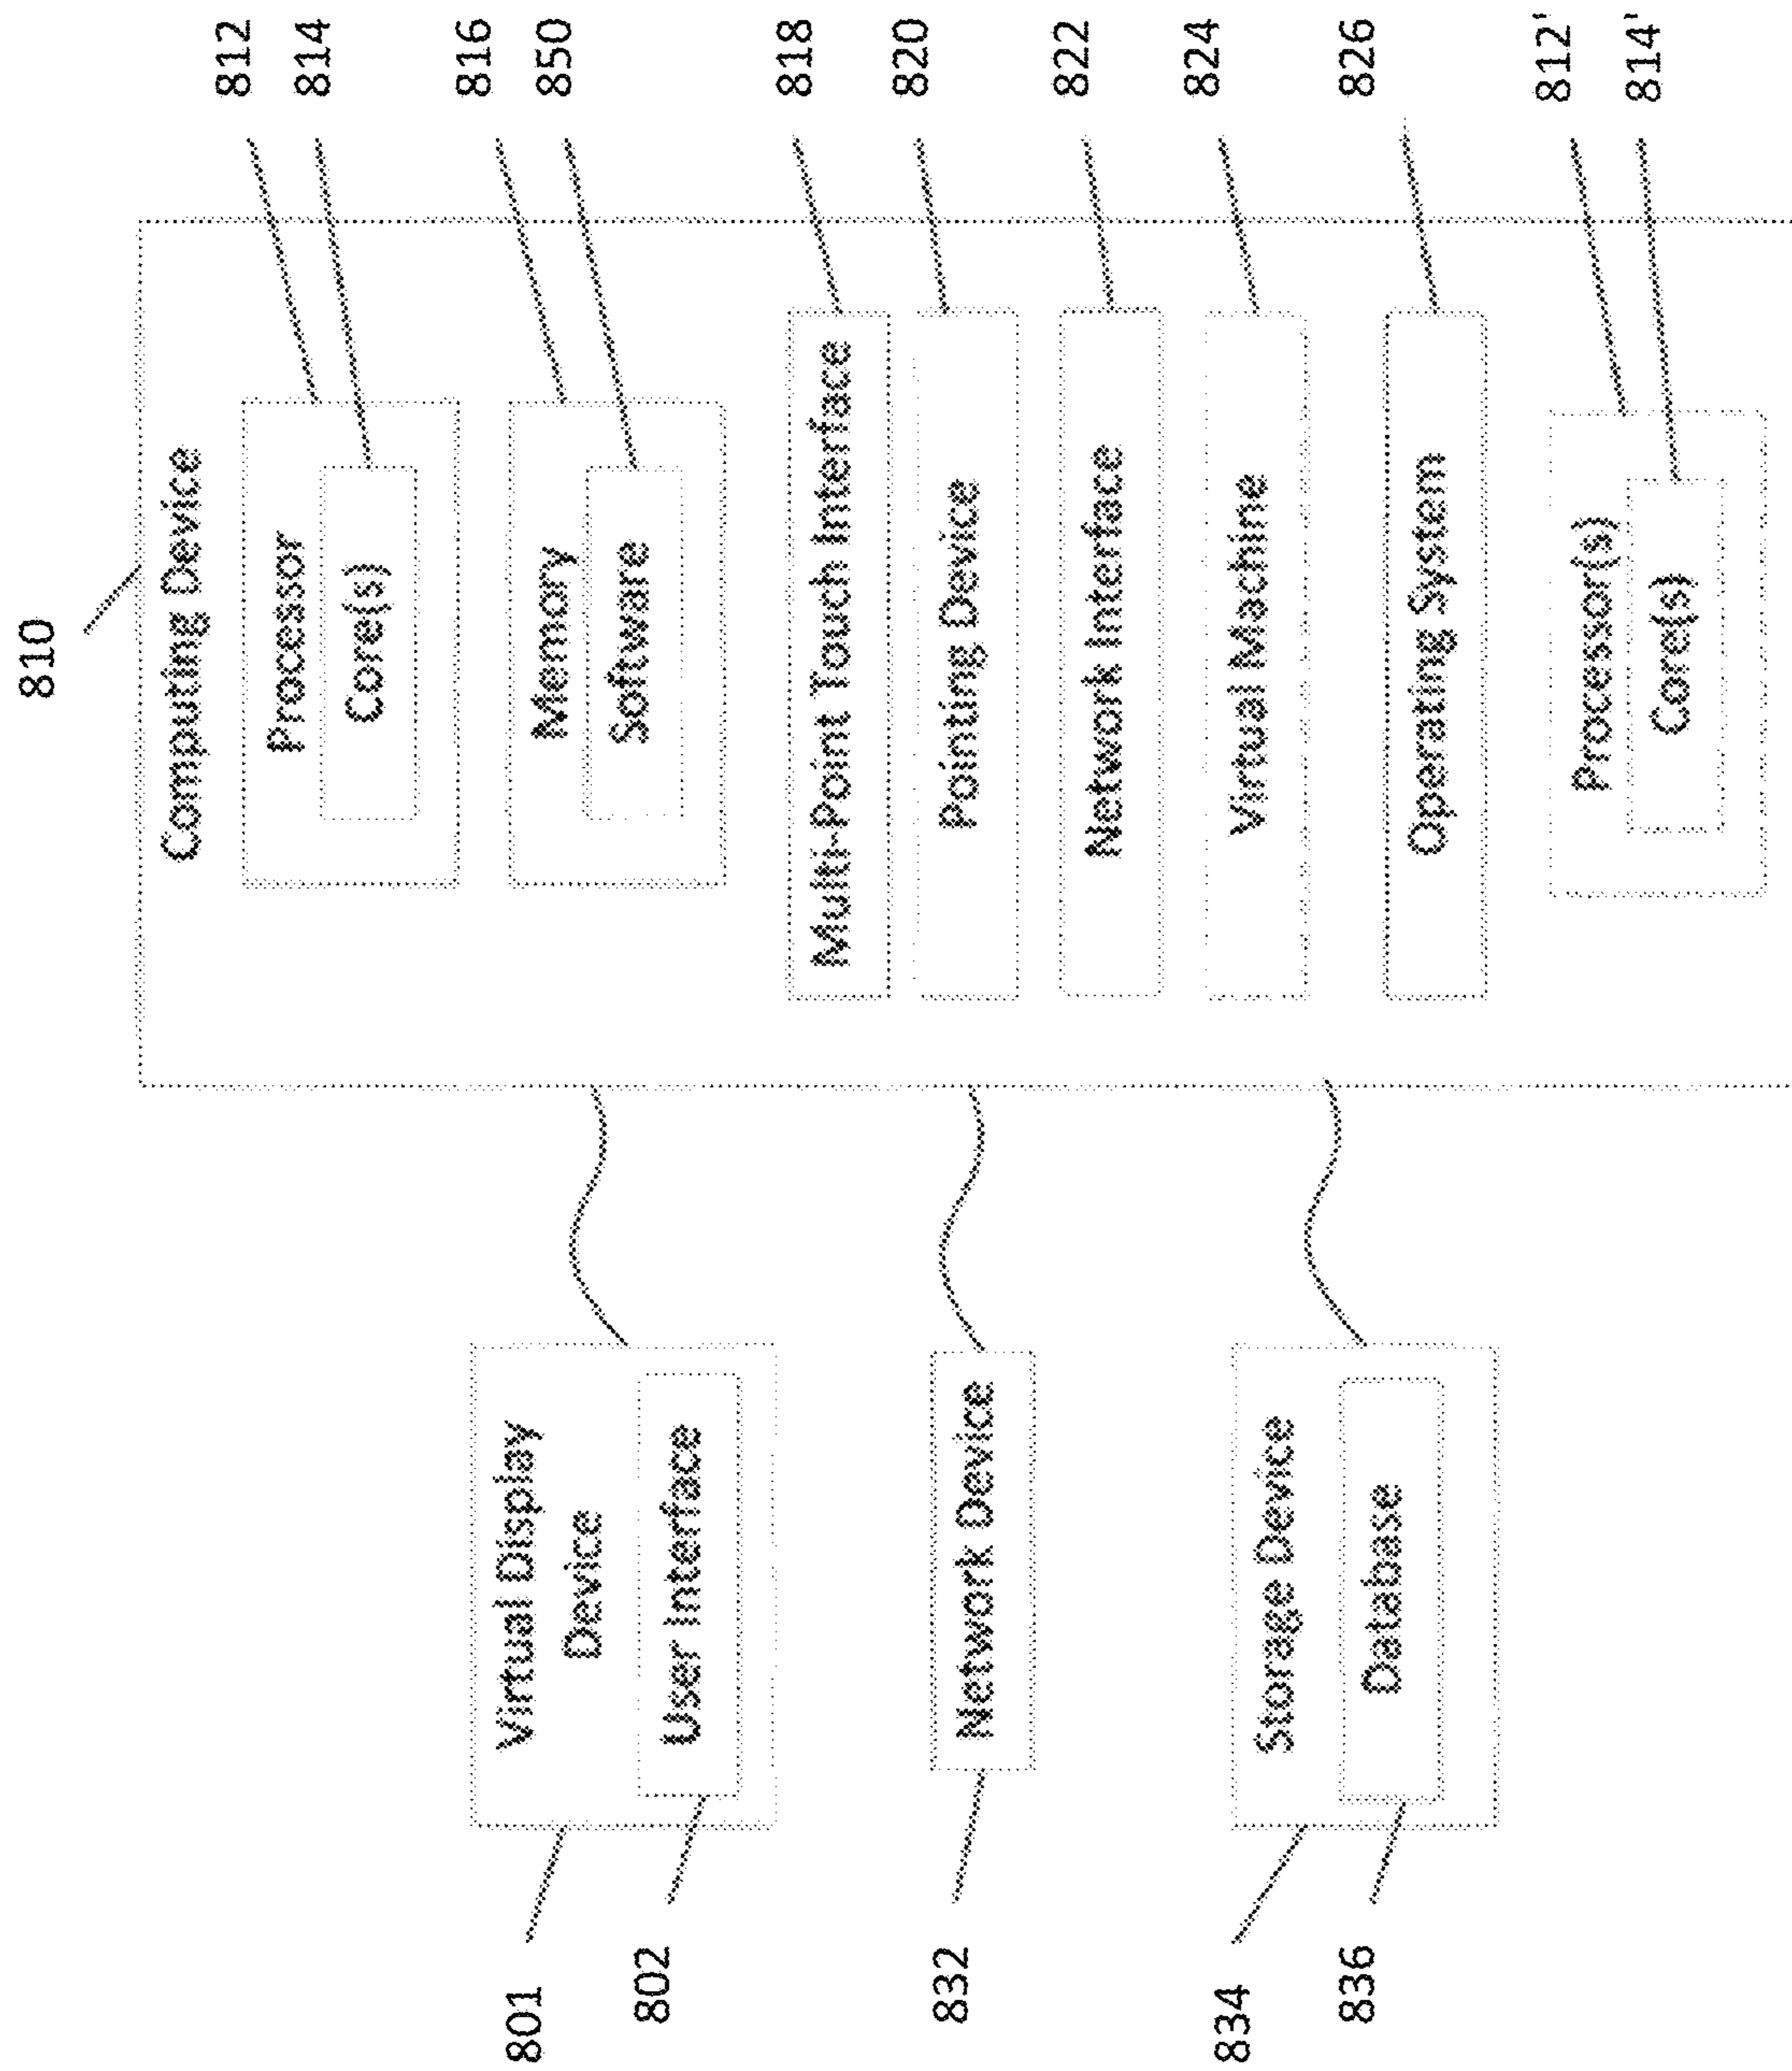 810
Computing Device
Processor
812
Core(s)
814
Memory
816
Software
850
Multi-Point Touch Interface
818
Pointing Device
820
Network Interface
822
Virtual Machine
824
Operating System
826
Processor(s)
812'
Core(s)
814'
Virtual Display
Device
801
User Interface
802
Network Device
832
Storage Device
834
Database
836